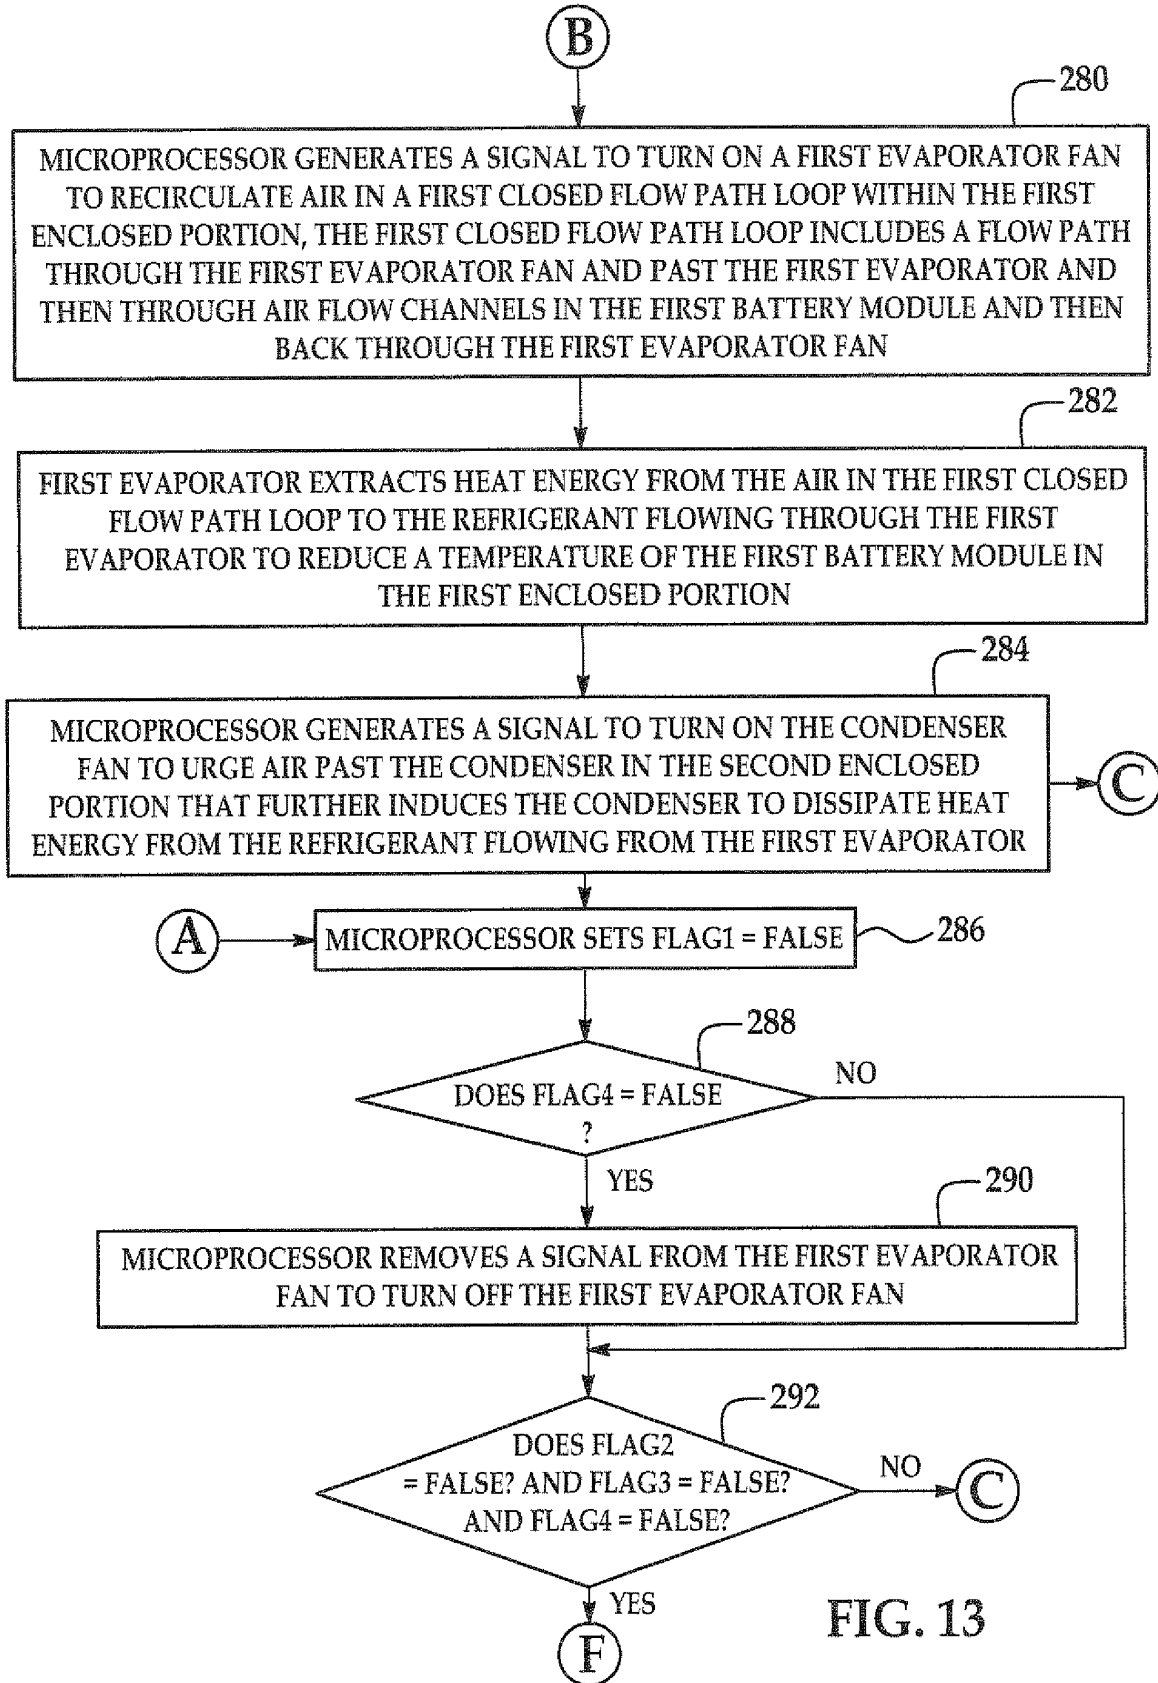 B
280
MICROPROCESSOR GENERATES A SIGNAL TO TURN ON A FIRST EVAPORATOR FAN
TO RECIRCULATE AIR IN A FIRST CLOSED FLOW PATH LOOP WITHIN THE FIRST
ENCLOSED PORTION, THE FIRST CLOSED FLOW PATH LOOP INCLUDES A FLOW PATH
THROUGH THE FIRST EVAPORATOR FAN AND PAST THE FIRST EVAPORATOR AND
THEN THROUGH AIR FLOW CHANNELS IN THE FIRST BATTERY MODULE AND THEN
BACK THROUGH THE FIRST EVAPORATOR FAN
282
FIRST EVAPORATOR EXTRACTS HEAT ENERGY FROM THE AIR IN THE FIRST CLOSED
FLOW PATH LOOP TO THE REFRIGERANT FLOWING THROUGH THE FIRST
EVAPORATOR TO REDUCE A TEMPERATURE OF THE FIRST BATTERY MODULE IN
THE FIRST ENCLOSED PORTION
284
MICROPROCESSOR GENERATES A SIGNAL TO TURN ON THE CONDENSER
FAN TO URGE AIR PAST THE CONDENSER IN THE SECOND ENCLOSED
PORTION THAT FURTHER INDUCES THE CONDENSER TO DISSIPATE HEAT
ENERGY FROM THE REFRIGERANT FLOWING FROM THE FIRST EVAPORATOR
C
A
MICROPROCESSOR SETS FLAG1 = FALSE
286
288
DOES FLAG4 = FALSE
?
NO
YES
290
MICROPROCESSOR REMOVES A SIGNAL FROM THE FIRST EVAPORATOR
FAN TO TURN OFF THE FIRST EVAPORATOR FAN
292
DOES FLAG2
= FALSE? AND FLAG3 = FALSE?
AND FLAG4 = FALSE?
NO
C
YES
F
FIG. 13